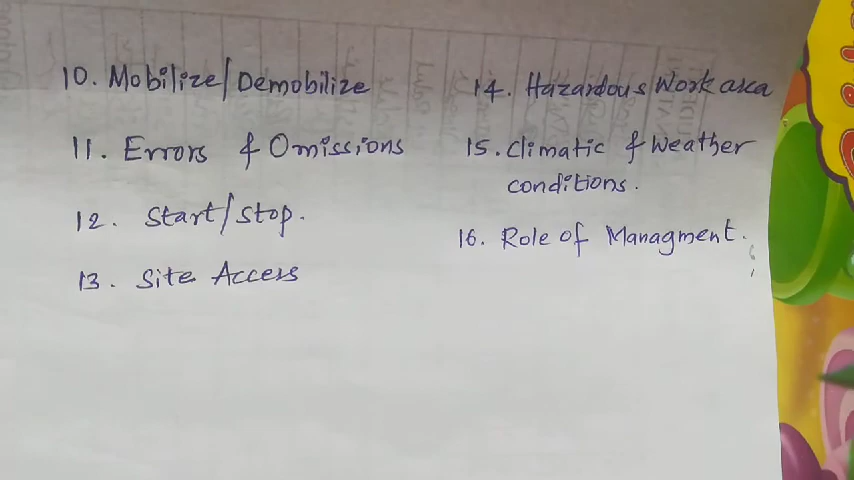 10. Mobilize/Demobilize
11. Errors & Omissions
12. Start/Stop.
13. Site Access
14. Hazardous Work area
15. Climatic & Weather
conditions.
16. Role of Managment.